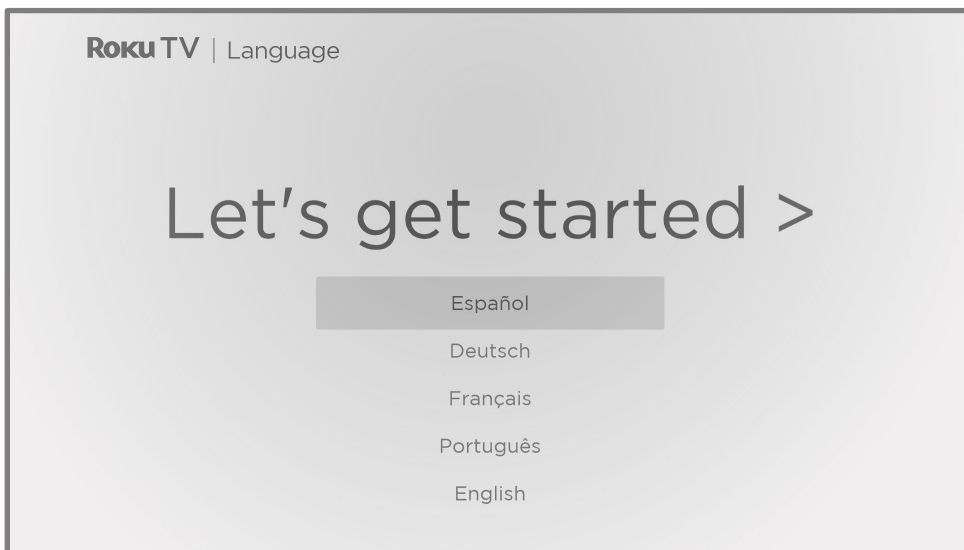 Roku TV | Language
Let's get started >
Español
Deutsch
Français
Português
English